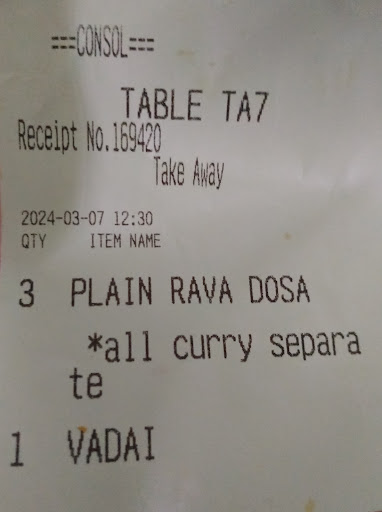 ===CONSOL===
TABLE TA7
Receipt No.169420
Take Away
2024-03-07 12:30
QTY ITEM NAME
3 PLAIN RAVA DOSA
*all curry separa
te
1 VADAI